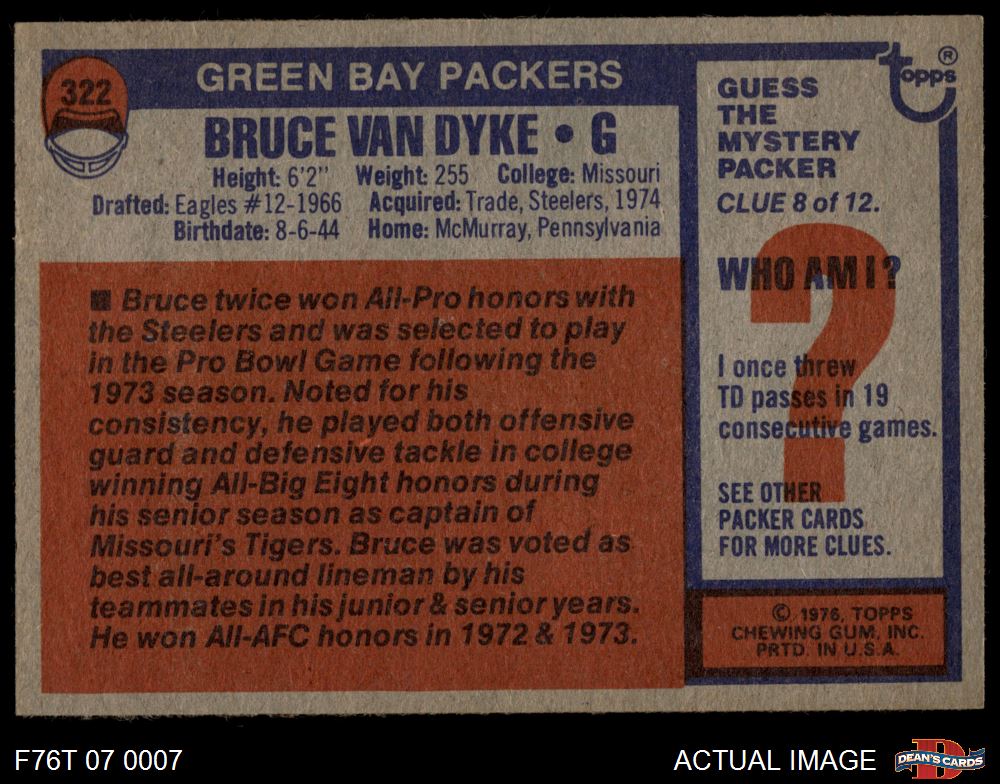 322
GREEN BAY PACKERS
BRUCE VAN DYKE • G
Height: 6'2" Weight: 255 College: Missouri
Drafted: Eagles #12-1966 Acquired: Trade, Steelers, 1974
Birthdate: 8-6-44 Home: McMurray, Pennsylvania
■ Bruce twice won All-Pro honors with
the Steelers and was selected to play
in the Pro Bowl Game following the
1973 season. Noted for his
consistency, he played both offensive
guard and defensive tackle in college
winning All-Big Eight honors during
his senior season as captain of
Missouri's Tigers. Bruce was voted as
best all-around lineman by his
teammates in his junior & senior years.
He won All-AFC honors in 1972 & 1973.
topps®
GUESS
THE
MYSTERY
PACKER
CLUE 8 of 12.
WHO AM I?
?
I once threw
TD passes in 19
consecutive games.
SEE OTHER
PACKER CARDS
FOR MORE CLUES.
© 1976, TOPPS
CHEWING GUM, INC.
PRTD. IN U.S.A.
F76T 07 0007
ACTUAL IMAGE
D
DEAN'S CARDS